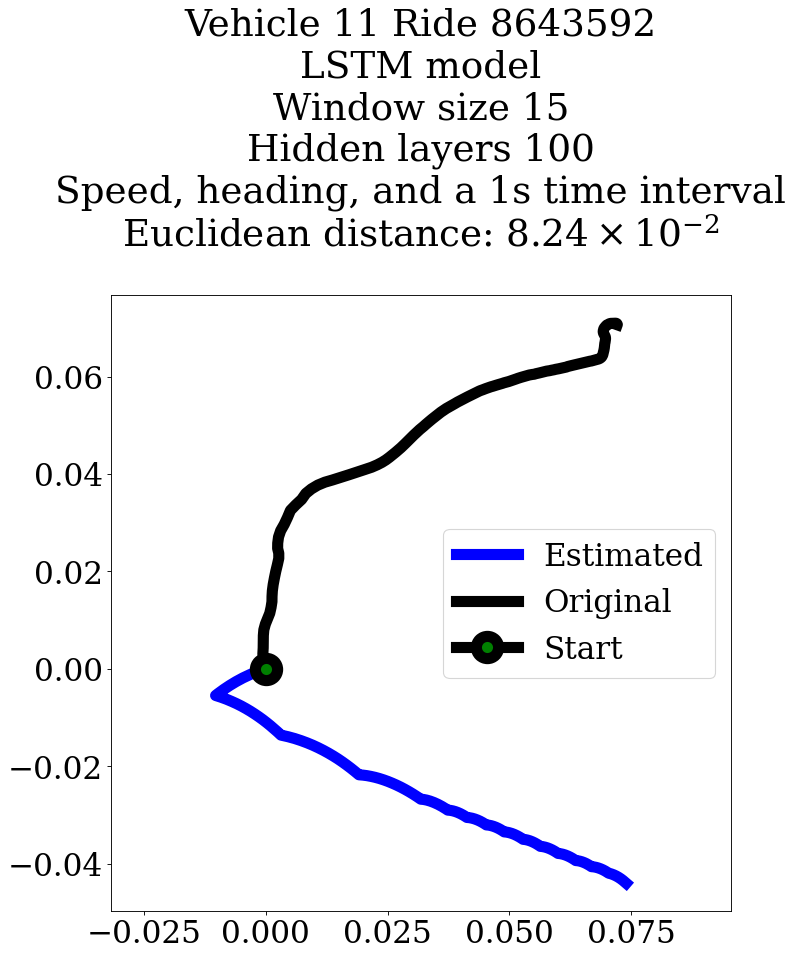 Vehicle 11 Ride 8643592
LSTM model
Window size 15
Hidden layers 100
Speed, heading, and a 1s time interval
Euclidean distance: 8.24 × 10⁻²
0.06
0.04
0.02
0.00
−0.02
−0.04
Estimated
Original
Start
−0.025 0.000 0.025 0.050 0.075